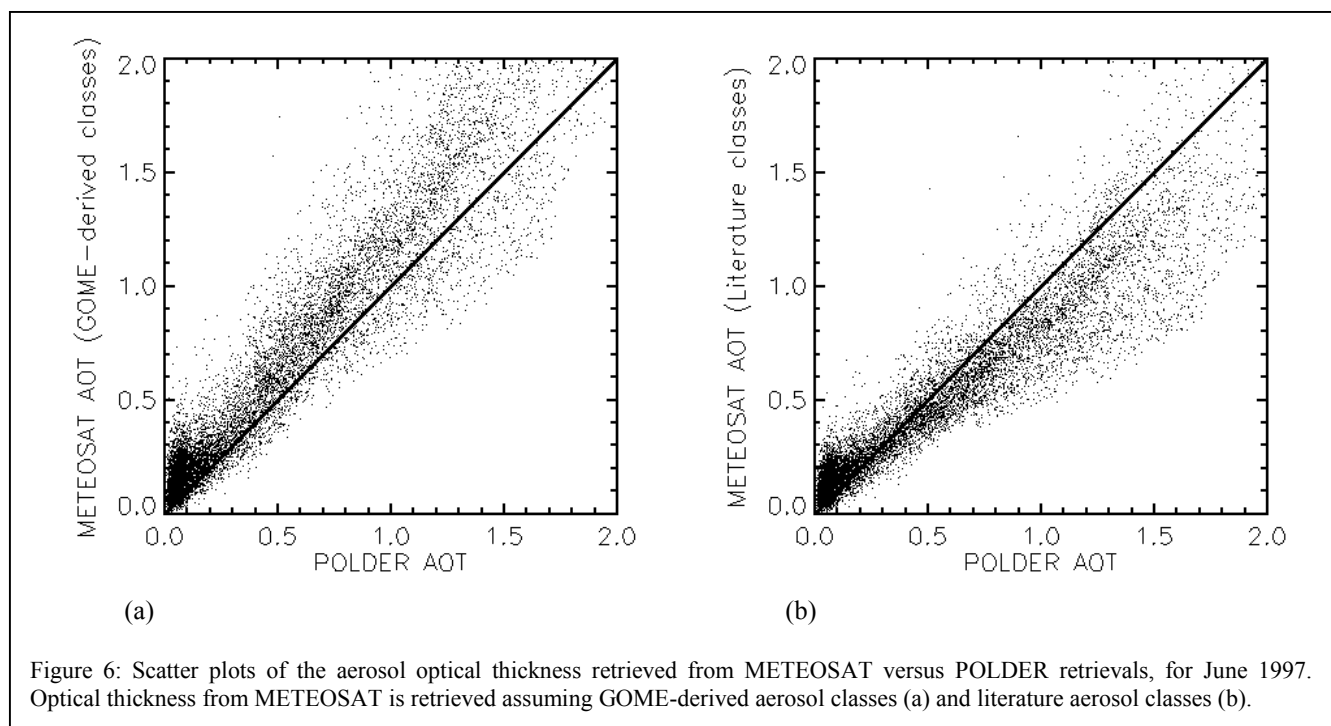 METEOSAT AOT (GOME-derived classes)
2.0
1.5
1.0
0.5
0.0
0.0 0.5 1.0 1.5 2.0
POLDER AOT
(a)
METEOSAT AOT (Literature classes)
2.0
1.5
1.0
0.5
0.0
0.0 0.5 1.0 1.5 2.0
POLDER AOT
(b)
Figure 6: Scatter plots of the aerosol optical thickness retrieved from METEOSAT versus POLDER retrievals, for June 1997.
Optical thickness from METEOSAT is retrieved assuming GOME-derived aerosol classes (a) and literature aerosol classes (b).